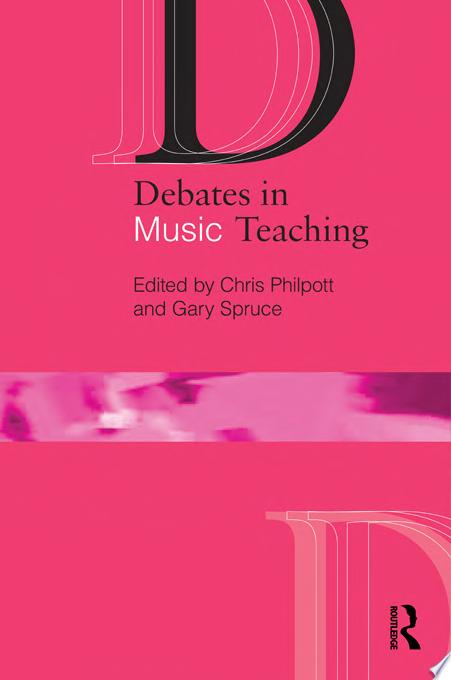 D
Debates in
Music Teaching
Edited by Chris Philpott
and Gary Spruce
D
R
ROUTLEDGE